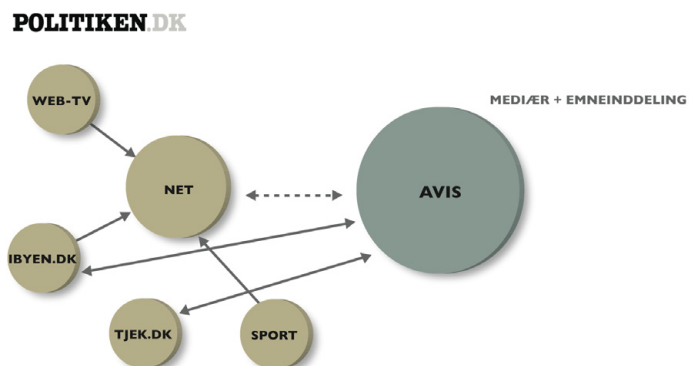 POLITIKEN.DK
WEB-TV
MEDIÆR + EMNEINDDELING
NET
AVIS
IBYEN.DK
TJEK.DK
SPORT